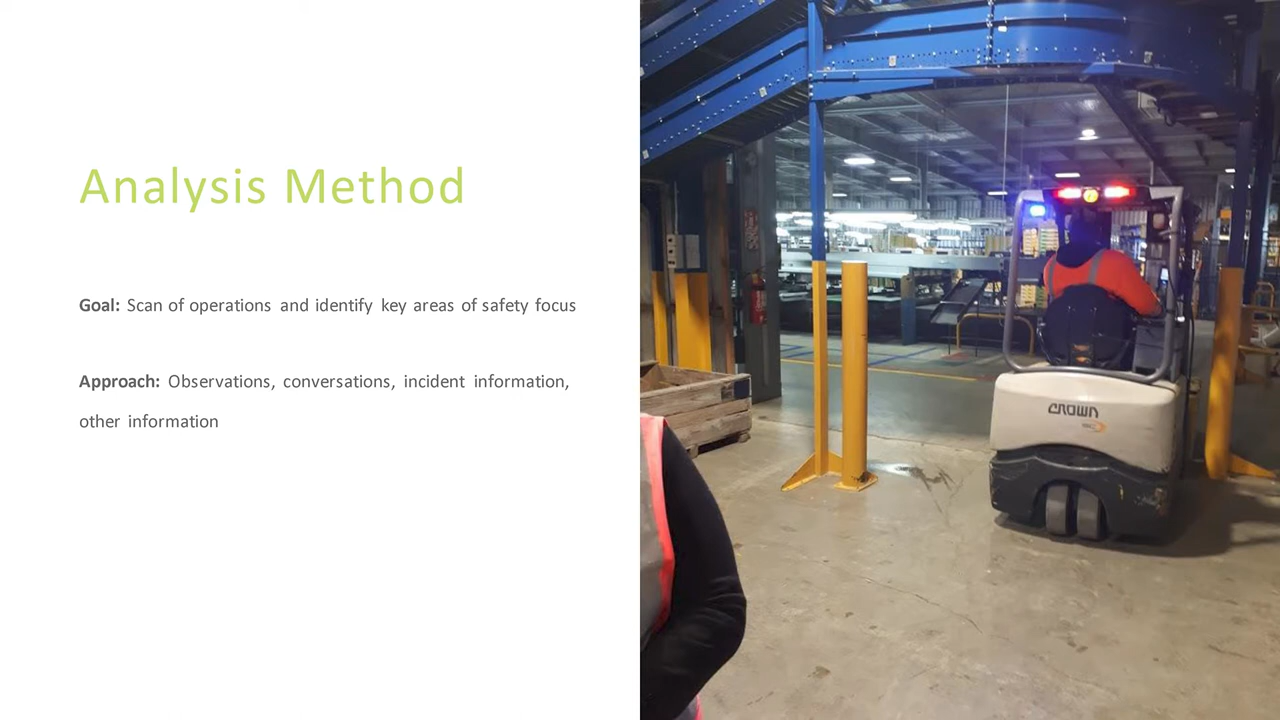 Analysis Method
Goal: Scan of operations and identify key areas of safety focus
Approach: Observations, conversations, incident information,
other information
CROWN